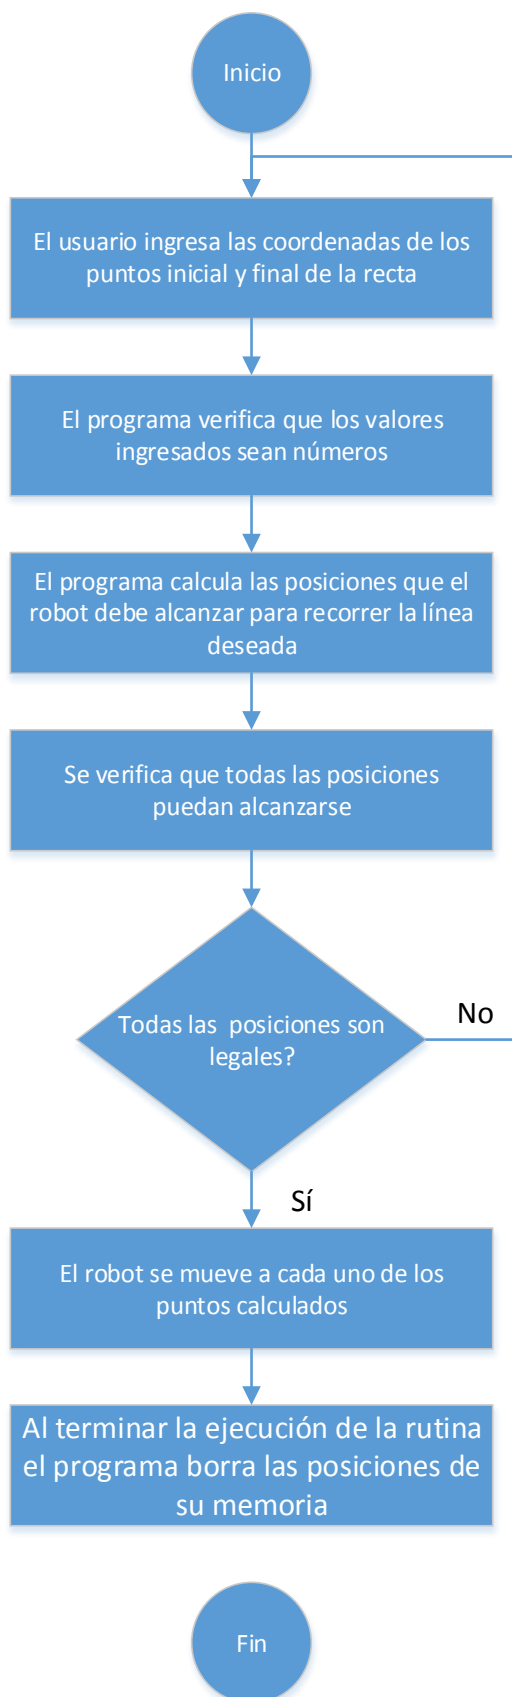 Inicio
El usuario ingresa las coordenadas de los
puntos inicial y final de la recta
El programa verifica que los valores
ingresados sean números
El programa calcula las posiciones que el
robot debe alcanzar para recorrer la línea
deseada
Se verifica que todas las posiciones
puedan alcanzarse
Todas las  posiciones son
legales?
No
Sí
El robot se mueve a cada uno de los
puntos calculados
Al terminar la ejecución de la rutina
el programa borra las posiciones de
su memoria
Fin